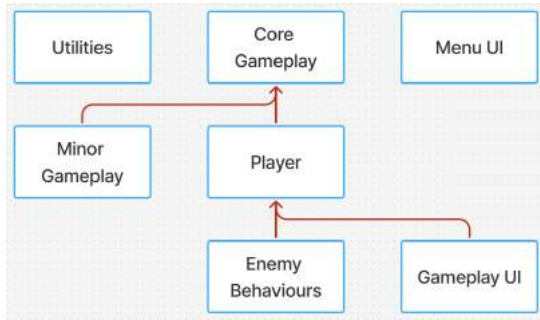 Utilities
Core
Gameplay
Menu UI
Minor
Gameplay
Player
Enemy
Behaviours
Gameplay UI